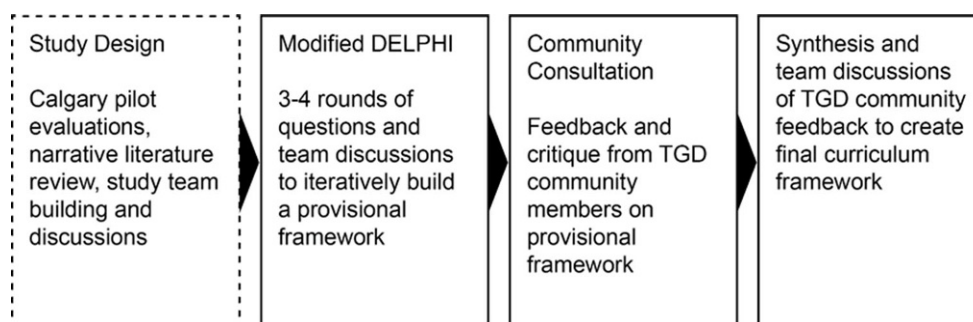 Study Design
Calgary pilot
evaluations,
narrative literature
review, study team
building and
discussions
Modified DELPHI
3-4 rounds of
questions and
team discussions
to iteratively build
a provisional
framework
Community
Consultation
Feedback and
critique from TGD
community
members on
provisional
framework
Synthesis and
team discussions
of TGD community
feedback to create
final curriculum
framework